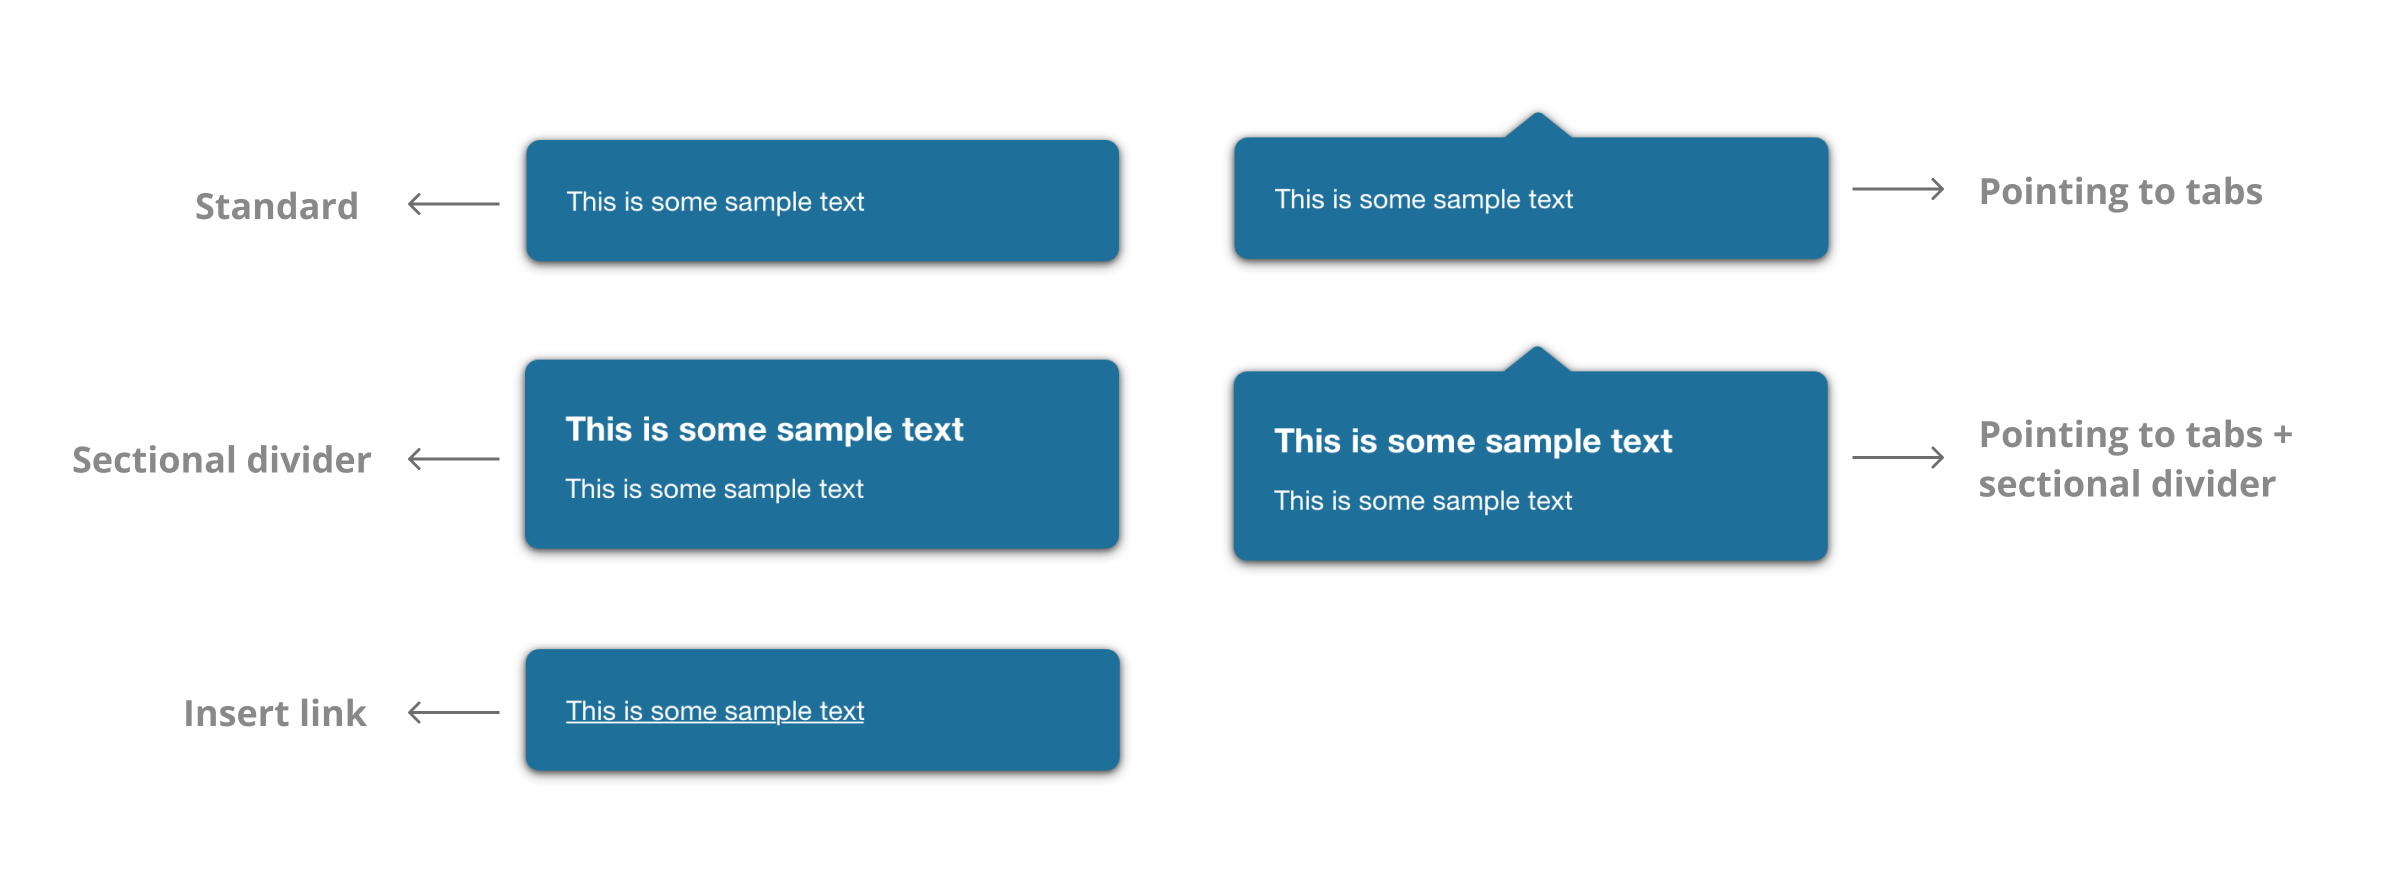 Standard
This is some sample text
This is some sample text
Pointing to tabs
Sectional divider
This is some sample text
This is some sample text
This is some sample text
This is some sample text
Pointing to tabs +
sectional divider
Insert link
This is some sample text